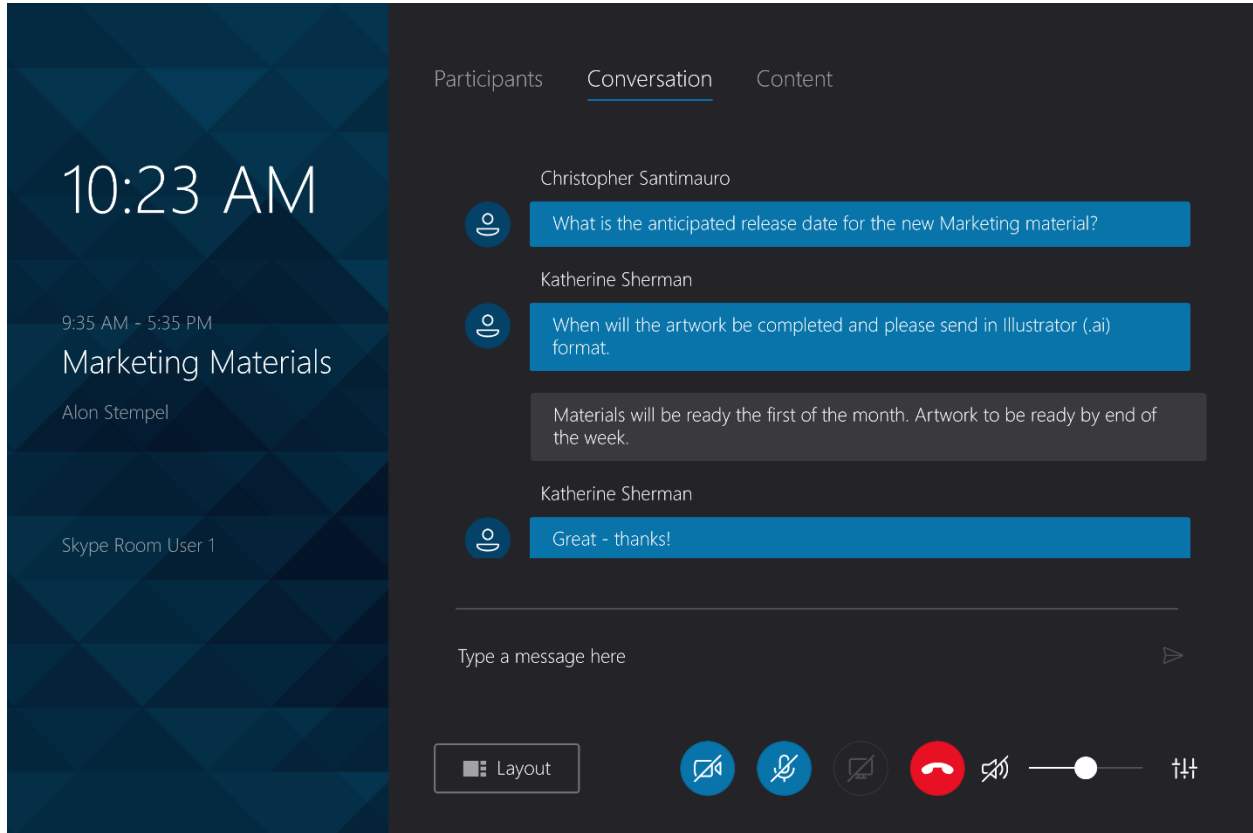 10:23 AM
9:35 AM - 5:35 PM
Marketing Materials
Alon Stempel
Skype Room User 1
Participants Conversation Content
Christopher Santimauro
What is the anticipated release date for the new Marketing material?
Katherine Sherman
When will the artwork be completed and please send in Illustrator (.ai)
format.
Materials will be ready the first of the month. Artwork to be ready by end of
the week.
Katherine Sherman
Great - thanks!
Type a message here
Layout